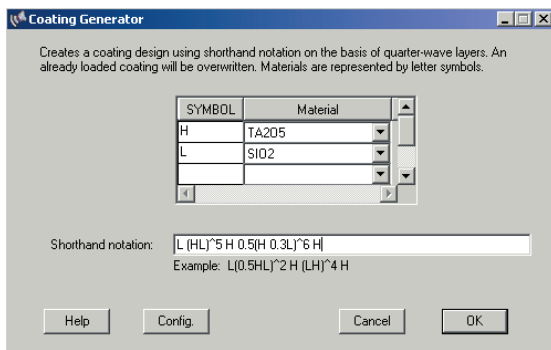 Coating Generator
Creates a coating design using shorthand notation on the basis of quarter-wave layers. An
already loaded coating will be overwritten. Materials are represented by letter symbols.
SYMBOL Material
H TA2O5
L SIO2
Shorthand notation: L (HL)^5 H 0.5(H 0.3L)^6 H
Example: L(0.5HL)^2 H (LH)^4 H
Help Config. Cancel OK